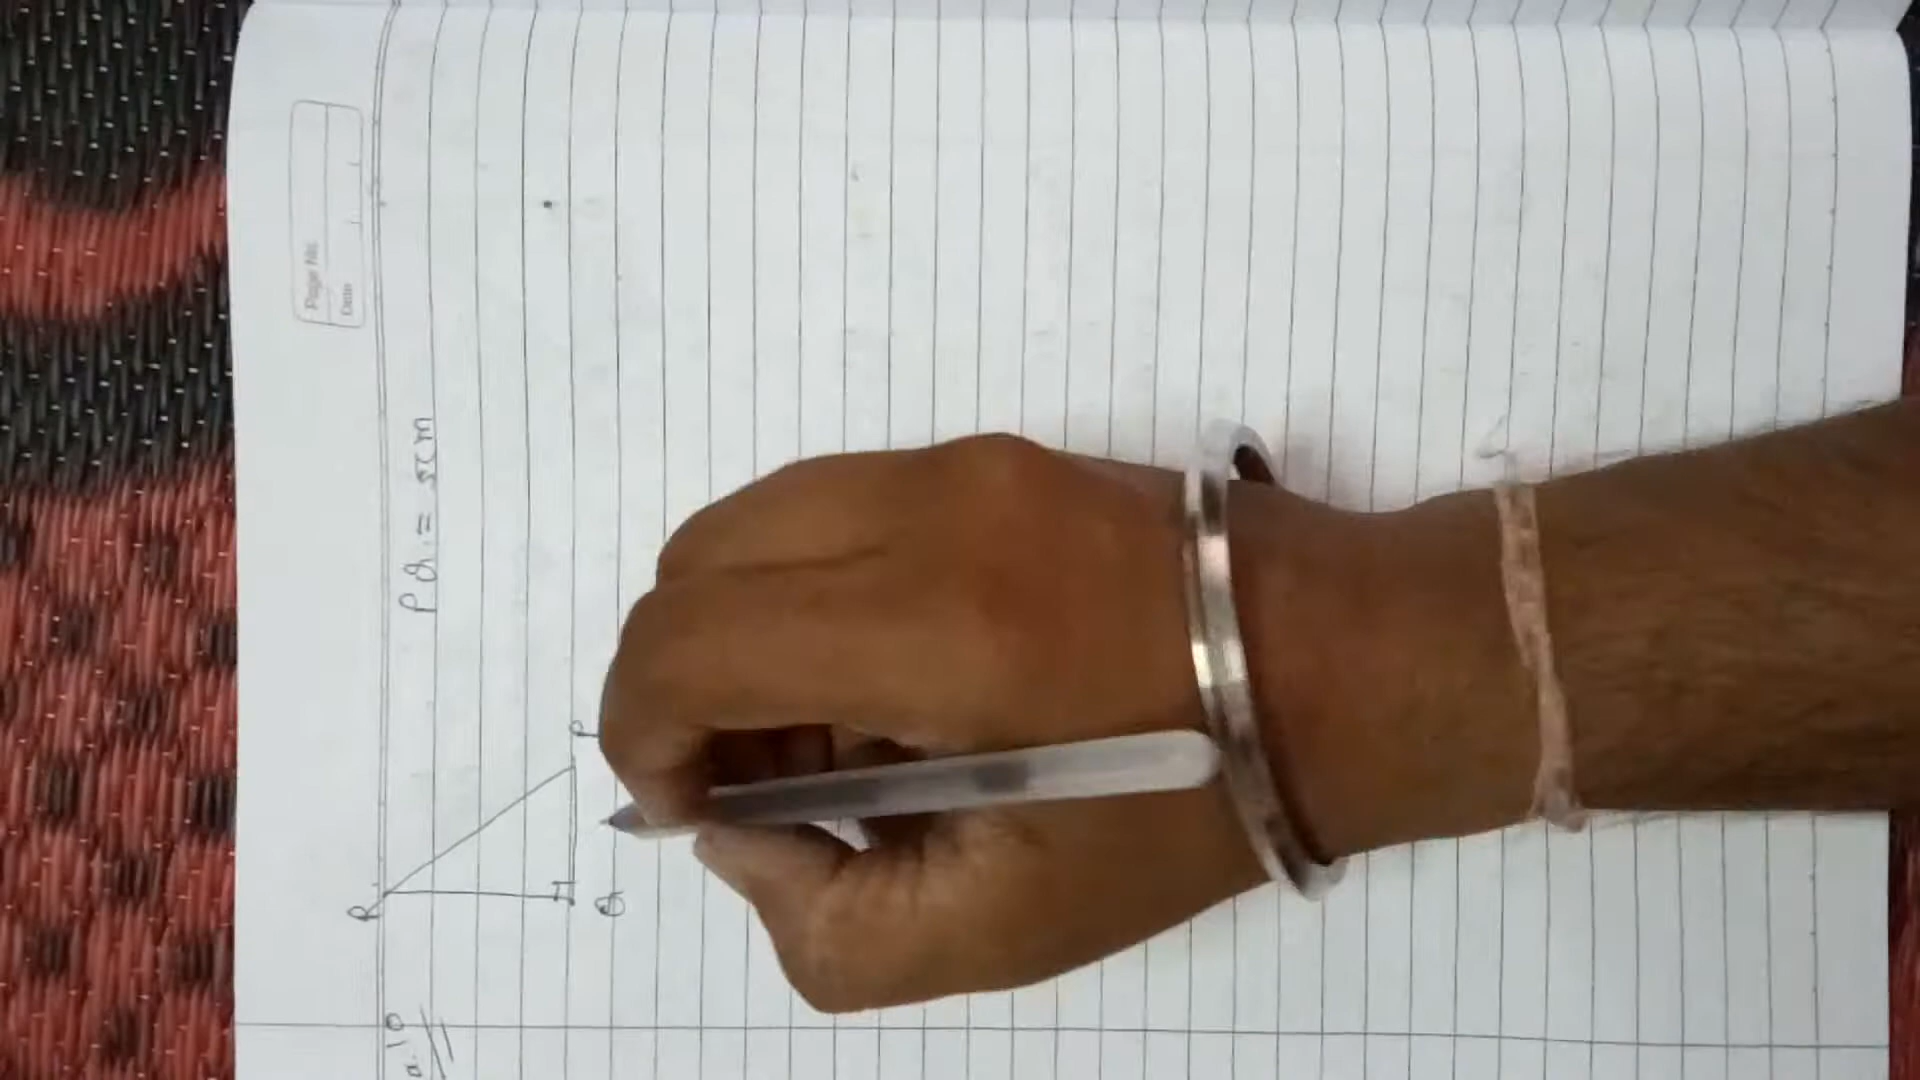 Page No.
Date
R
PQ = 5cm
Q P
Q.10